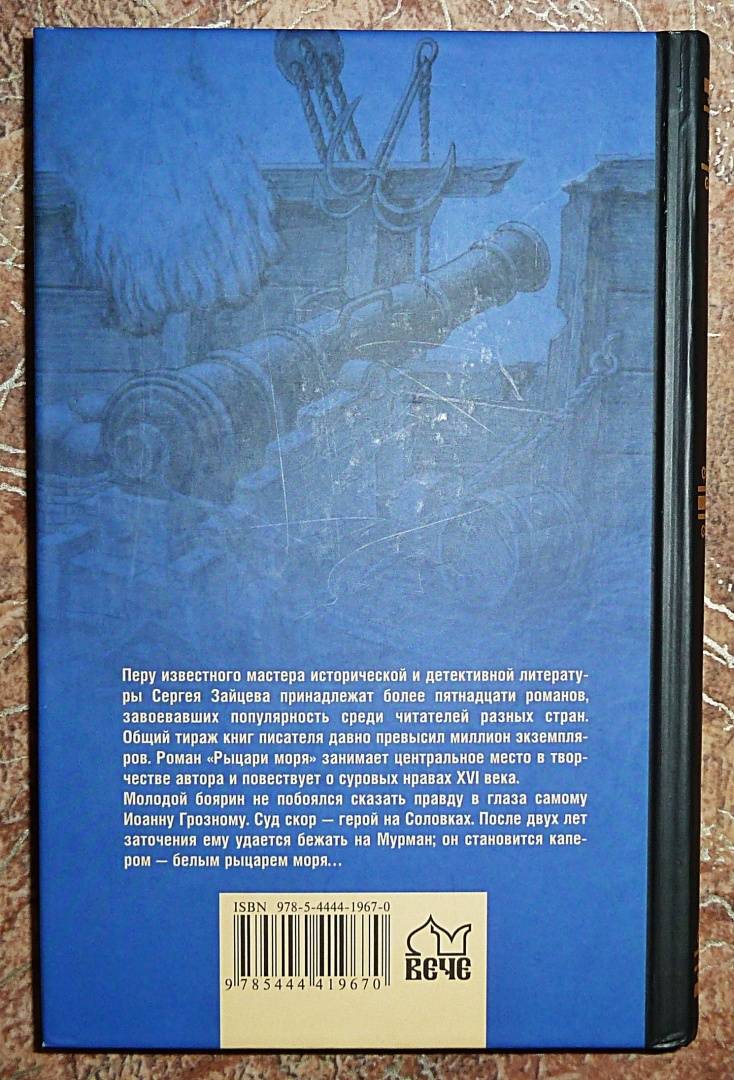 Перу известного мастера исторической и детективной литерату-
ры Сергея Зайцева принадлежат более пятнадцати романов,
завоевавших популярность среди читателей разных стран.
Общий тираж книг писателя давно превысил миллион экземпля-
ров. Роман «Рыцари моря» занимает центральное место в твор-
честве автора и повествует о суровых нравах XVI века.
Молодой боярин не побоялся сказать правду в глаза самому
Иоанну Грозному. Суд скор — герой на Соловках. После двух лет
заточения ему удается бежать на Мурман; он становится капе-
ром — белым рыцарем моря...
ISBN 978-5-4444-1967-0
9 785444 419670
ВЕЧЕ